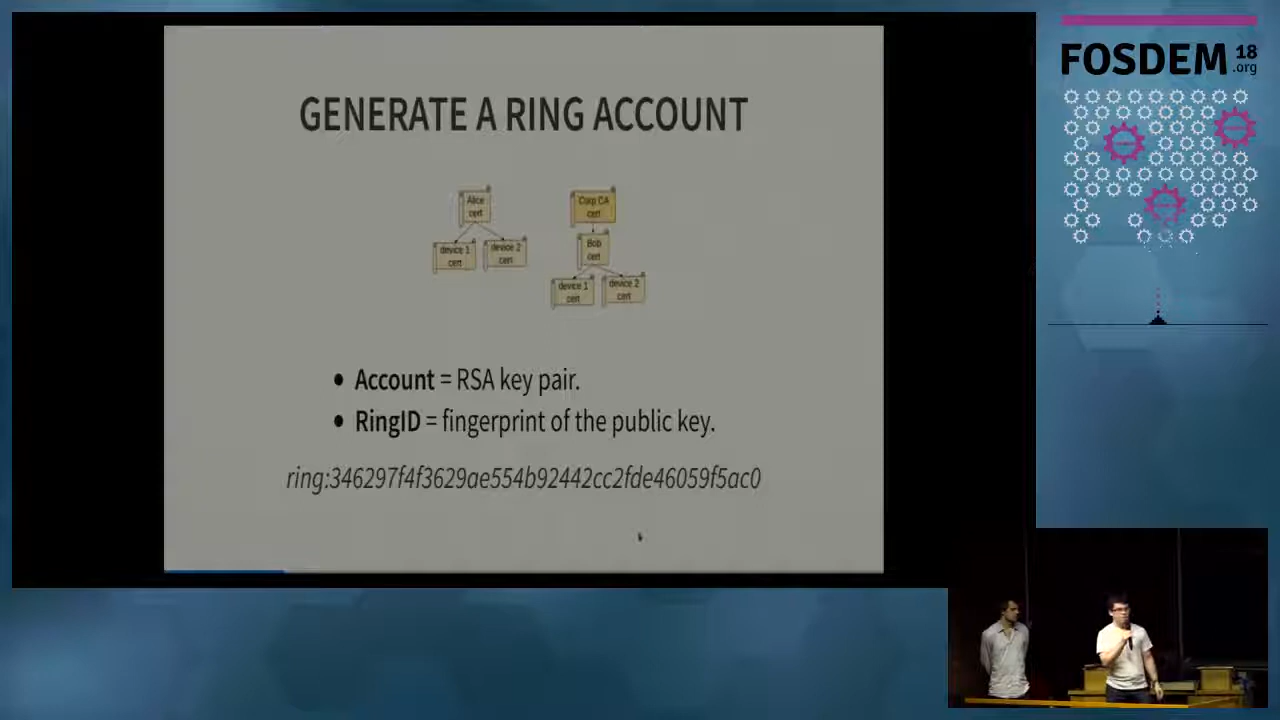 GENERATE A RING ACCOUNT
Alice
cert
device 1
cert
device 2
cert
Corp CA
cert
Bob
cert
device 1
cert
device 2
cert
• Account = RSA key pair.
• RingID = fingerprint of the public key.
ring:346297f4f3629ae554b92442cc2fde46059f5ac0
FOSDEM 18
.org